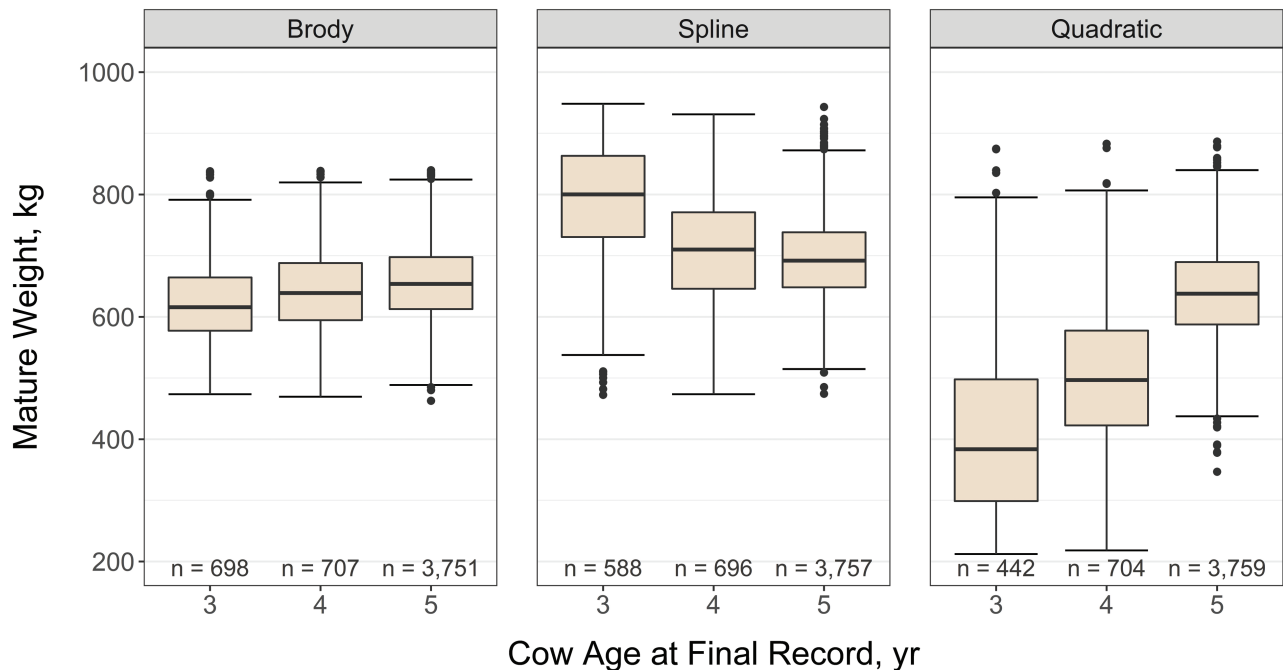 Brody
Spline
Quadratic
Mature Weight, kg
1000
800
600
400
200
n = 698
n = 707
n = 3,751
n = 588
n = 696
n = 3,757
n = 442
n = 704
n = 3,759
3
4
5
3
4
5
3
4
5
Cow Age at Final Record, yr